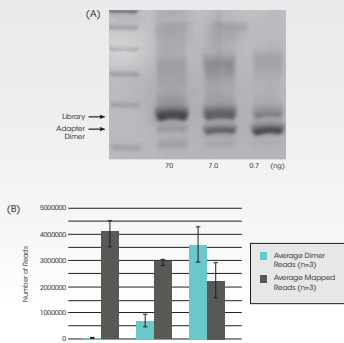 (A)
Library
Adapter
Dimer
70 7.0 0.7 (ng)
(B)
Number of Reads
5000000
4000000
3000000
2000000
1000000
0
Average Dimer
Reads (n=3)
Average Mapped
Reads (n=3)